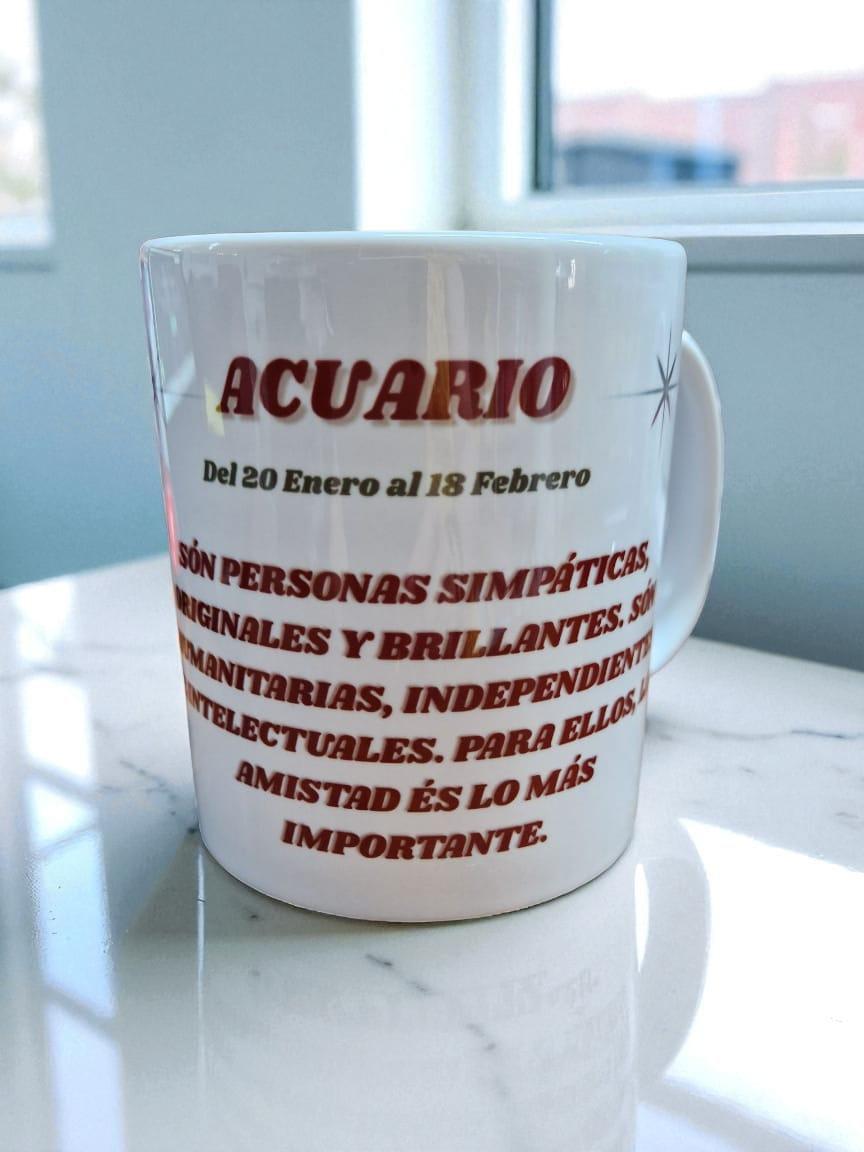 ACUARIO
Del 20 Enero al 18 Febrero
SÓN PERSONAS SIMPÁTICAS,
ORIGINALES Y BRILLANTES. SÓN
HUMANITARIAS, INDEPENDIENTES
INTELECTUALES. PARA ELLOS, LA
AMISTAD ÉS LO MÁS
IMPORTANTE.